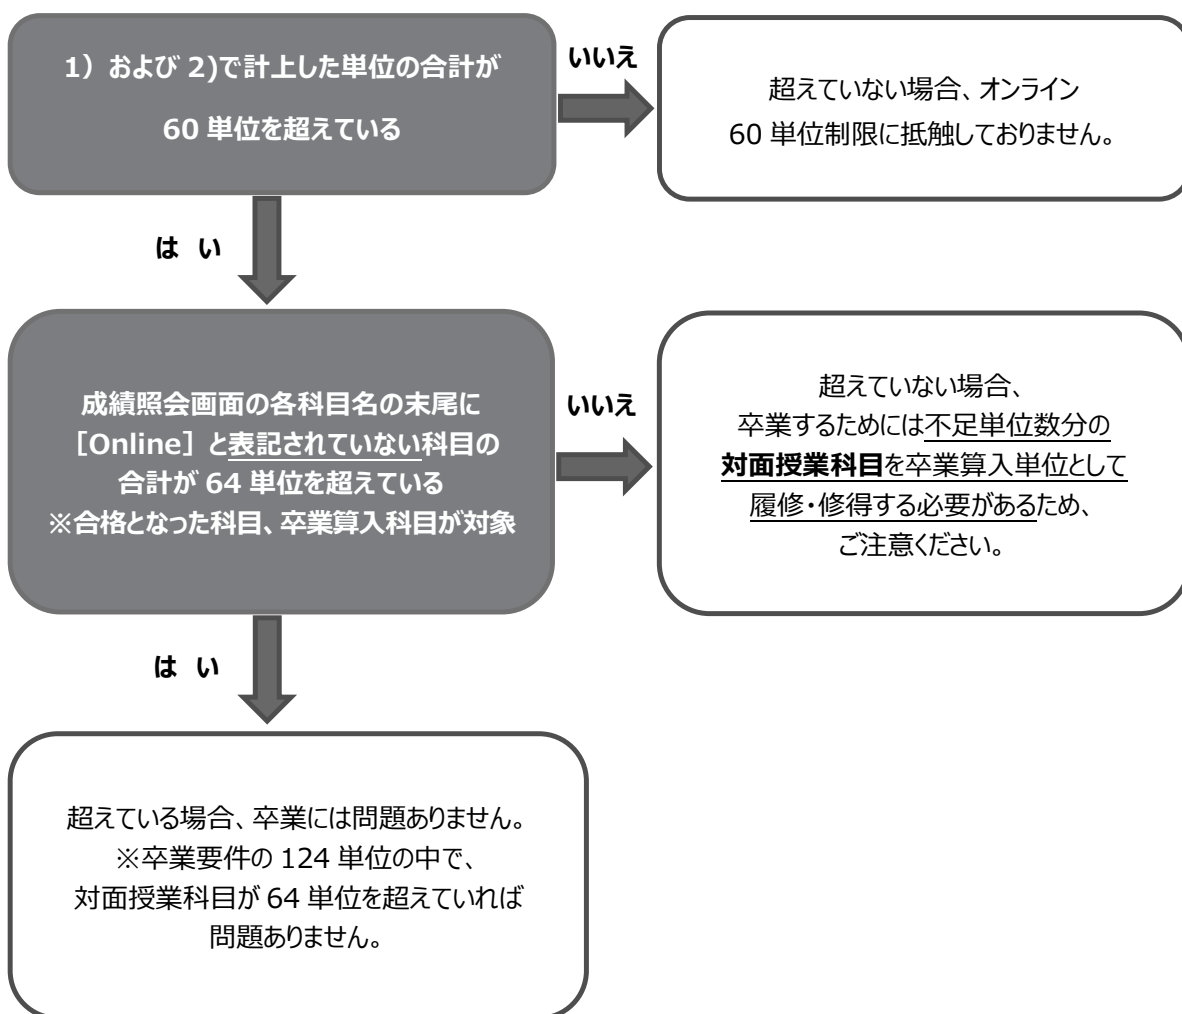 1）および 2)で計上した単位の合計が
60 単位を超えている
いいえ
超えていない場合、オンライン
60 単位制限に抵触しておりません。
は い
成績照会画面の各科目名の末尾に
［Online］と表記されていない科目の
合計が 64 単位を超えている
※合格となった科目、卒業算入科目が対象
いいえ
超えていない場合、
卒業するためには不足単位数分の
対面授業科目を卒業算入単位として
履修・修得する必要があるため、
ご注意ください。
は い
超えている場合、卒業には問題ありません。
※卒業要件の 124 単位の中で、
対面授業科目が 64 単位を超えていれば
問題ありません。